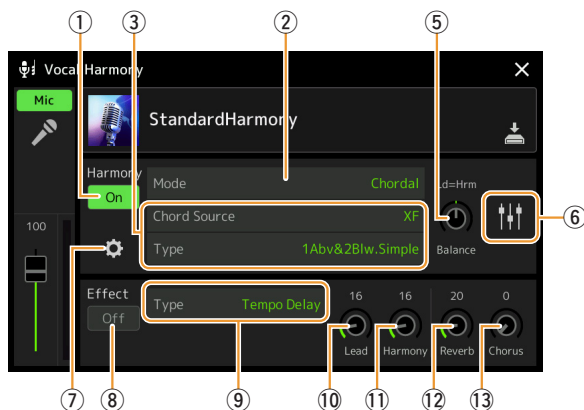 ① ③ ② ⑤
Vocal Harmony
Mic
StandardHarmony
Harmony
On
Mode Chordal
Ld=Hrm
Chord Source XF
Type 1Abv&2Blw.Simple
Balance
⑥
100
Effect
Off
Type Tempo Delay
16 16 20 0
Lead Harmony Reverb Chorus
⑦ ⑧ ⑨ ⑩ ⑪ ⑫ ⑬